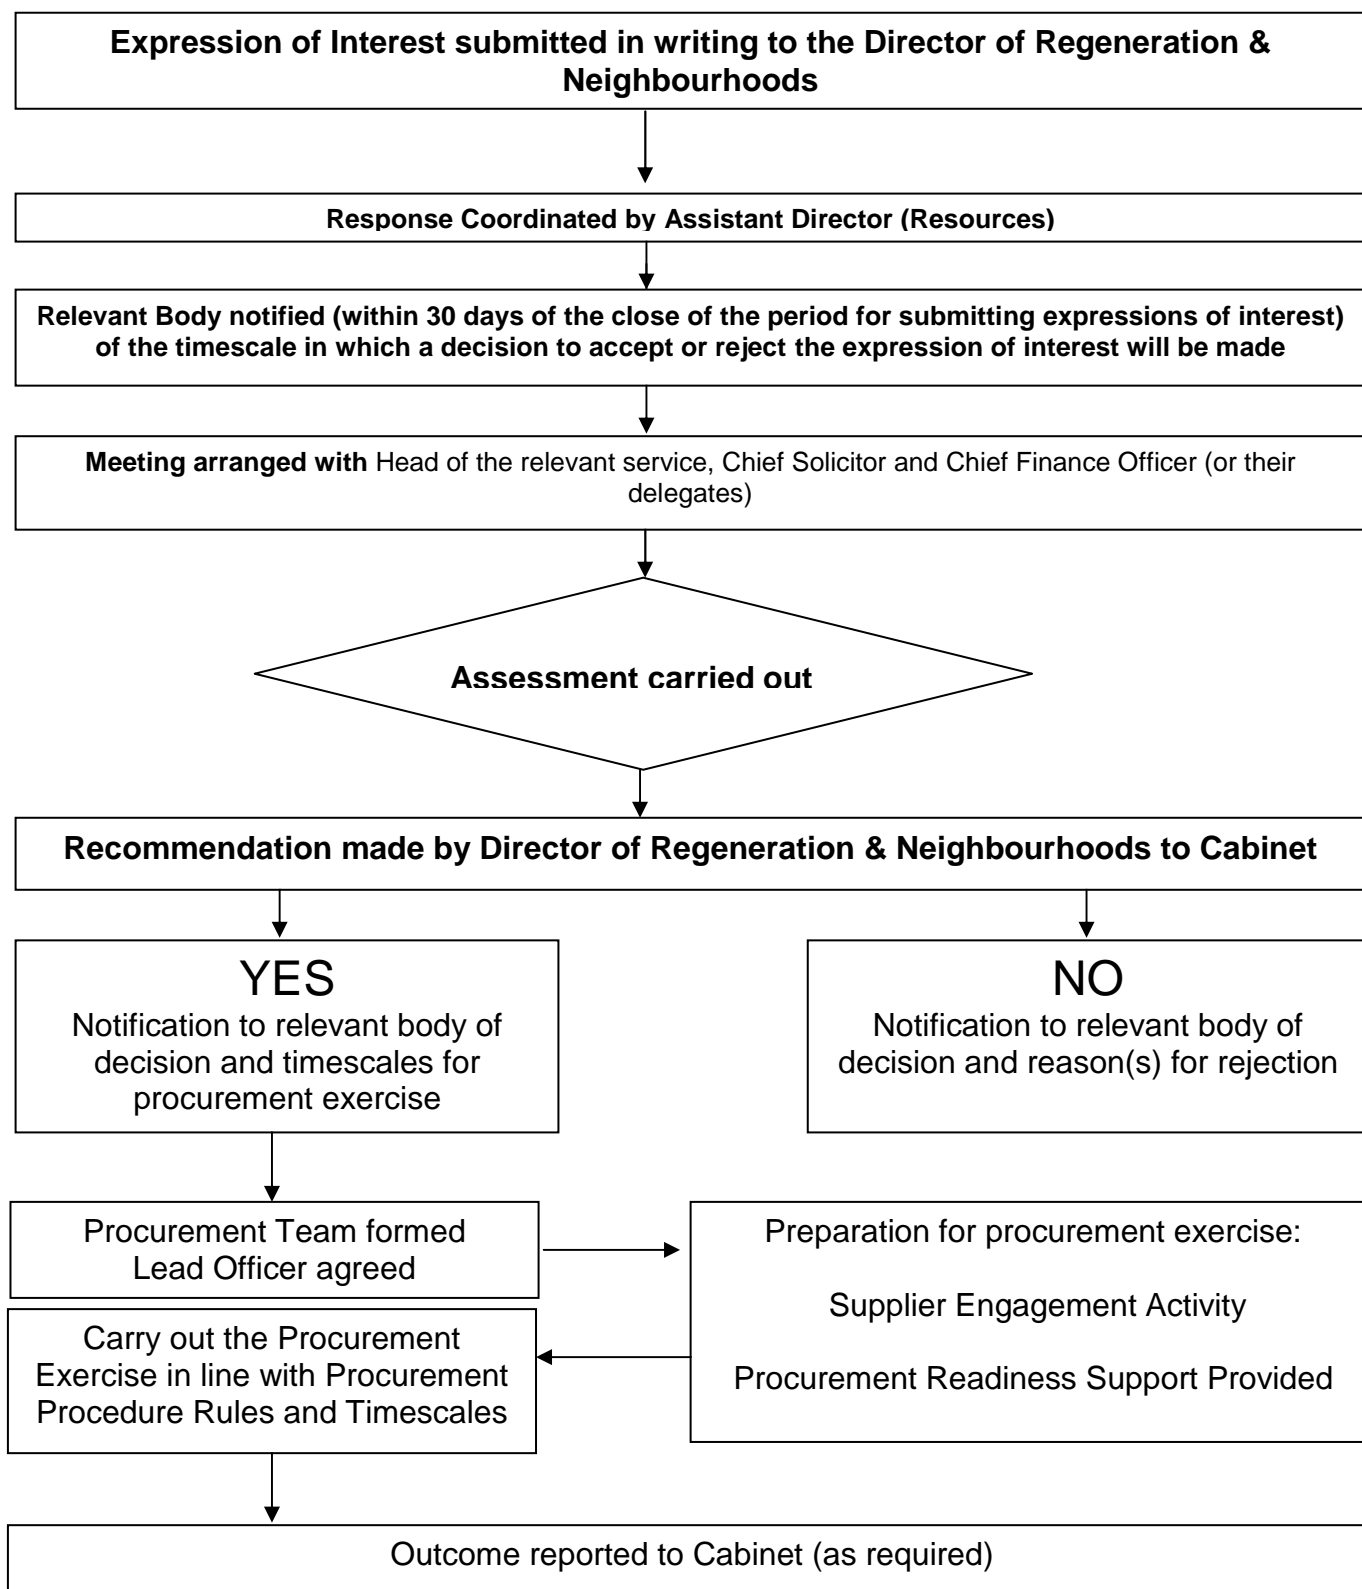 Expression of Interest submitted in writing to the Director of Regeneration &
Neighbourhoods
Response Coordinated by Assistant Director (Resources)
Relevant Body notified (within 30 days of the close of the period for submitting expressions of interest)
of the timescale in which a decision to accept or reject the expression of interest will be made
Meeting arranged with Head of the relevant service, Chief Solicitor and Chief Finance Officer (or their
delegates)
Assessment carried out
Recommendation made by Director of Regeneration & Neighbourhoods to Cabinet
YES
Notification to relevant body of
decision and timescales for
procurement exercise
NO
Notification to relevant body of
decision and reason(s) for rejection
Procurement Team formed
Lead Officer agreed
Preparation for procurement exercise:
Supplier Engagement Activity
Procurement Readiness Support Provided
Carry out the Procurement
Exercise in line with Procurement
Procedure Rules and Timescales
Outcome reported to Cabinet (as required)